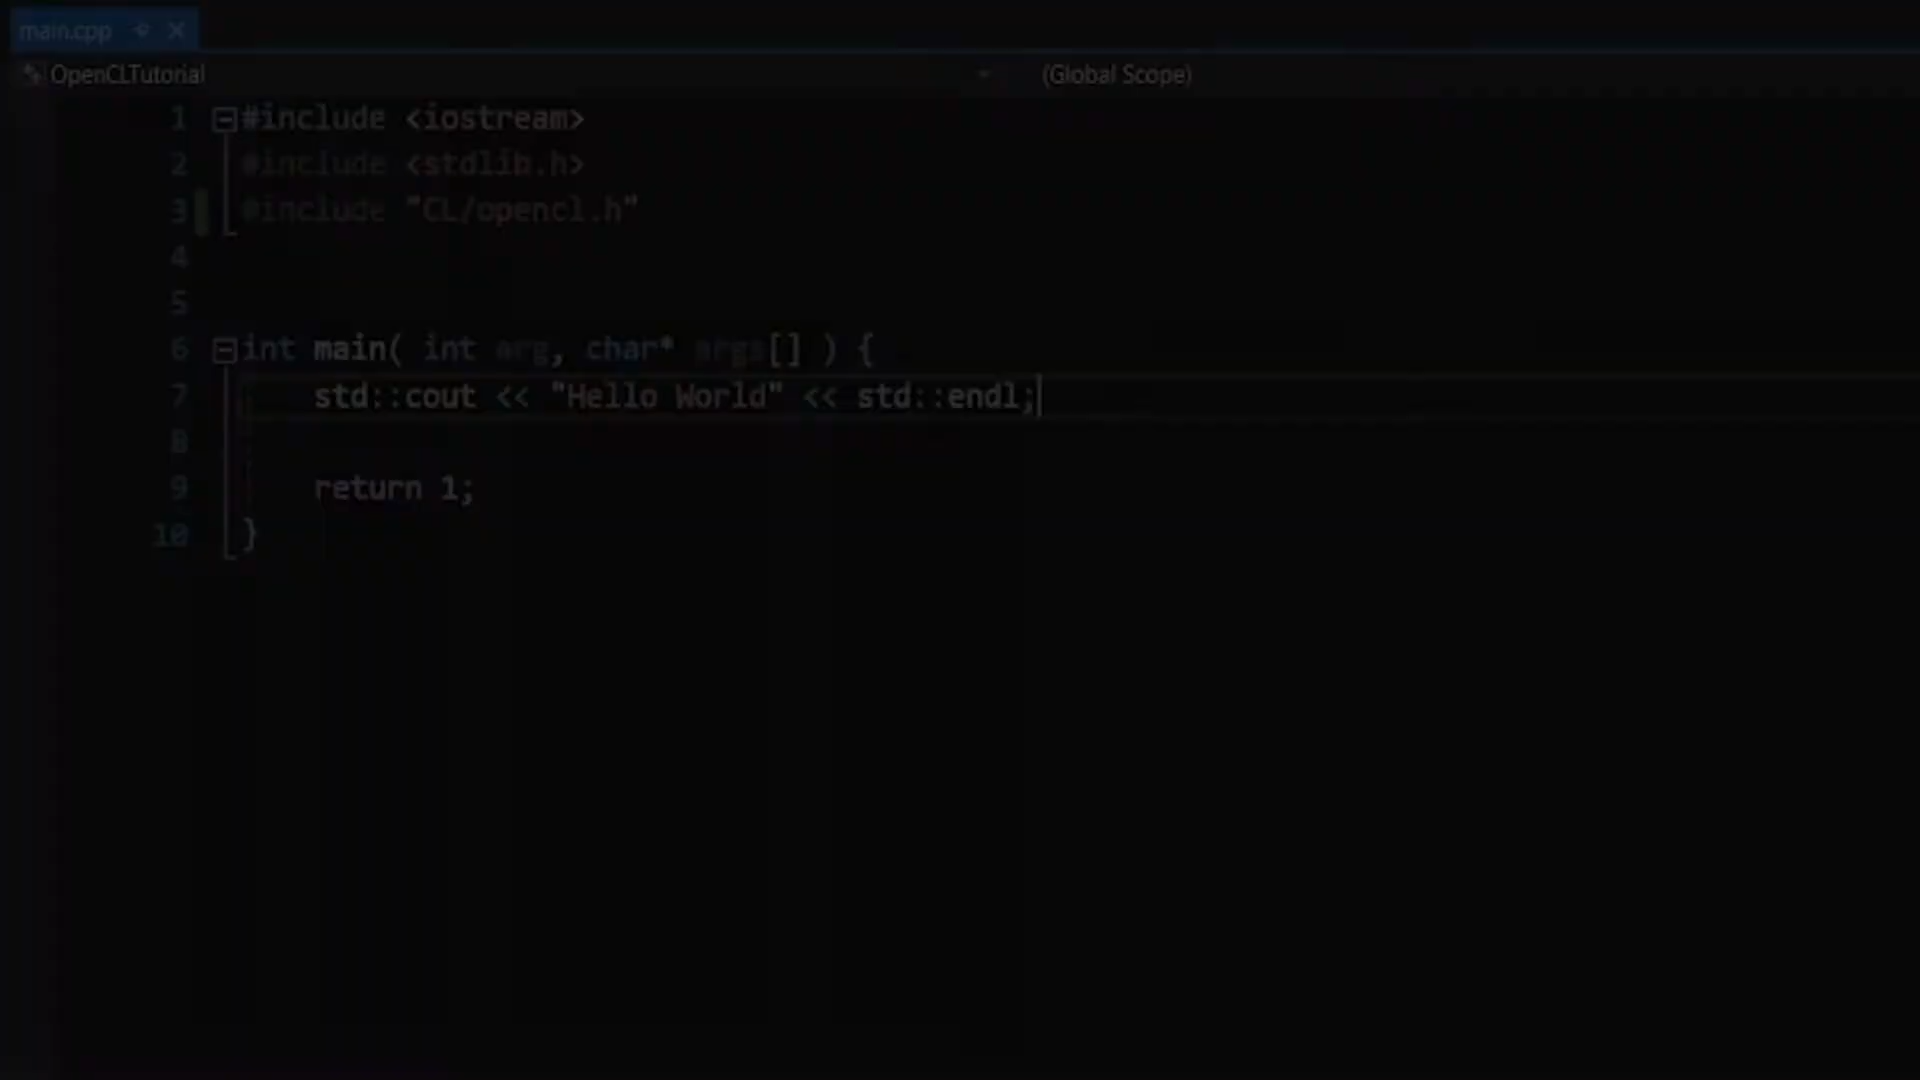 main.cpp
OpenCLTutorial (Global Scope)
1 #include <iostream>
2 #include <stdlib.h>
3 #include "CL/opencl.h"
4
5
6 int main( int arg, char* args[] ) {
7 std::cout << "Hello World" << std::endl;
8
9 return 1;
10 }